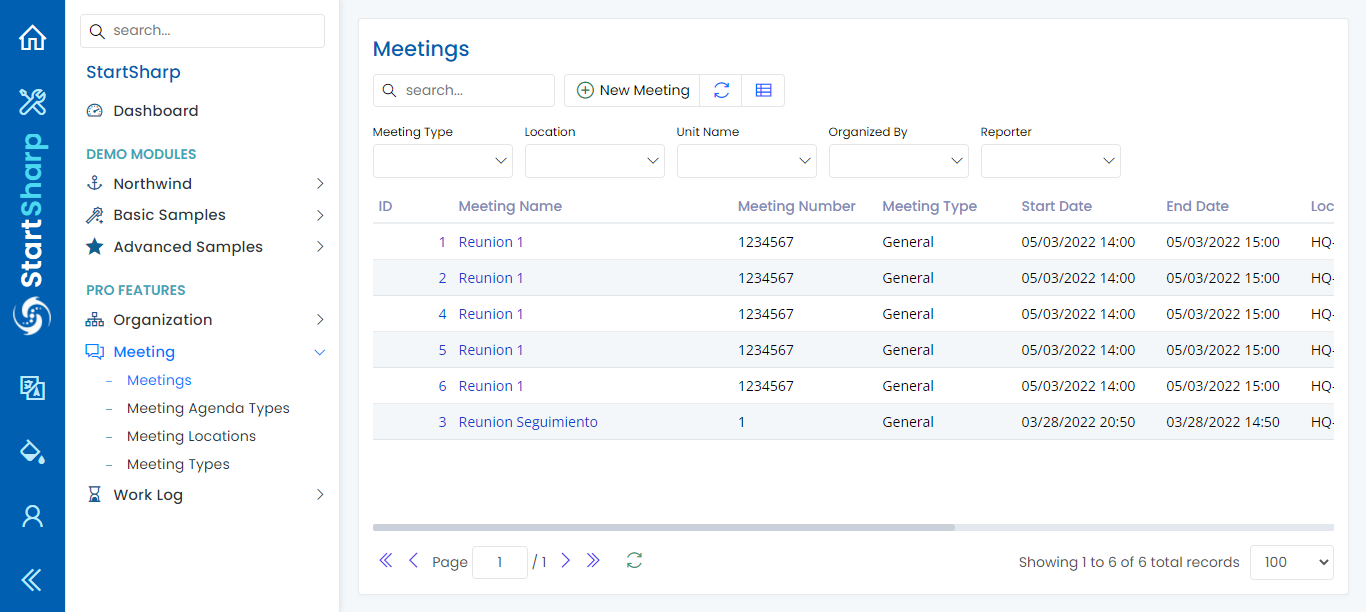 StartSharp
search...
StartSharp
Dashboard
DEMO MODULES
Northwind
Basic Samples
Advanced Samples
PRO FEATURES
Organization
Meeting
– Meetings
– Meeting Agenda Types
– Meeting Locations
– Meeting Types
Work Log
Meetings
search... New Meeting
Meeting Type Location Unit Name Organized By Reporter
ID Meeting Name Meeting Number Meeting Type Start Date End Date Loc
1 Reunion 1 1234567 General 05/03/2022 14:00 05/03/2022 15:00 HQ-
2 Reunion 1 1234567 General 05/03/2022 14:00 05/03/2022 15:00 HQ-
4 Reunion 1 1234567 General 05/03/2022 14:00 05/03/2022 15:00 HQ-
5 Reunion 1 1234567 General 05/03/2022 14:00 05/03/2022 15:00 HQ-
6 Reunion 1 1234567 General 05/03/2022 14:00 05/03/2022 15:00 HQ-
3 Reunion Seguimiento 1 General 03/28/2022 20:50 03/28/2022 14:50 HQ-
Page 1 / 1 Showing 1 to 6 of 6 total records 100